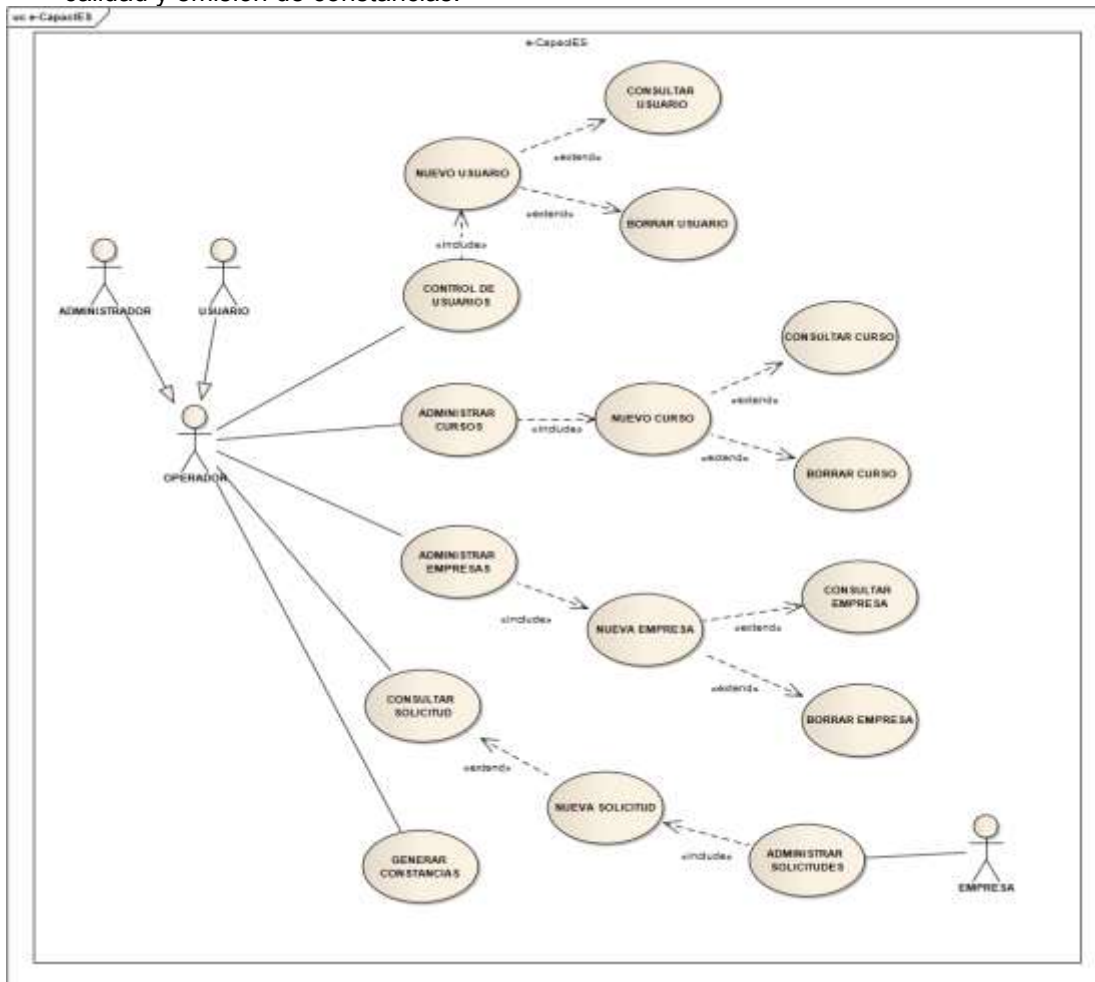 calidad y emisión de constancias.
uc e-CapacIES
e-CapacIES
CONSULTAR
USUARIO
NUEVO USUARIO
«extend»
«extend»
BORRAR USUARIO
«include»
CONTROL DE
USUARIOS
ADMINISTRADOR
USUARIO
CONSULTAR CURSO
ADMINISTRAR
CURSOS
«include»
NUEVO CURSO
«extend»
«extend»
BORRAR CURSO
OPERADOR
ADMINISTRAR
EMPRESAS
«include»
NUEVA EMPRESA
CONSULTAR
EMPRESA
«extend»
«extend»
BORRAR EMPRESA
CONSULTAR
SOLICITUD
«extend»
NUEVA SOLICITUD
«include»
ADMINISTRAR
SOLICITUDES
EMPRESA
GENERAR
CONSTANCIAS